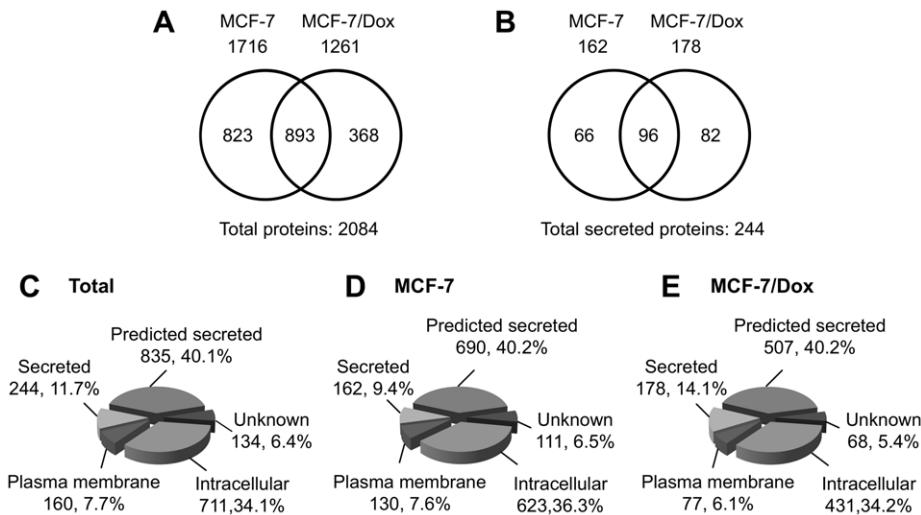 A MCF-7 MCF-7/Dox
1716 1261
823 893 368
Total proteins: 2084
B MCF-7 MCF-7/Dox
162 178
66 96 82
Total secreted proteins: 244
C Total
Predicted secreted
835, 40.1%
Secreted
244, 11.7%
Unknown
134, 6.4%
Plasma membrane
160, 7.7%
Intracellular
711,34.1%
D MCF-7
Predicted secreted
690, 40.2%
Secreted
162, 9.4%
Unknown
111, 6.5%
Plasma membrane
130, 7.6%
Intracellular
623,36.3%
E MCF-7/Dox
Predicted secreted
507, 40.2%
Secreted
178, 14.1%
Unknown
68, 5.4%
Plasma membrane
77, 6.1%
Intracellular
431,34.2%